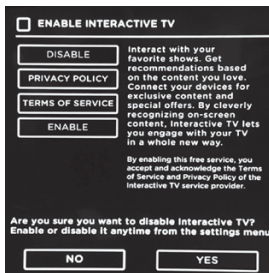 ENABLE INTERACTIVE TV
DISABLE
PRIVACY POLICY
TERMS OF SERVICE
ENABLE
Interact with your
favorite shows. Get
recommendations based
on the content you love.
Connect your devices for
exclusive content and
special offers. By cleverly
recognizing on-screen
content, Interactive TV lets
you engage with your TV
in a whole new way.
By enabling this free service, you
accept and acknowledge the Terms
of Service and Privacy Policy of the
Interactive TV service provider.
Are you sure you want to disable Interactive TV?
Enable or disable it anytime from the settings menu
NO
YES